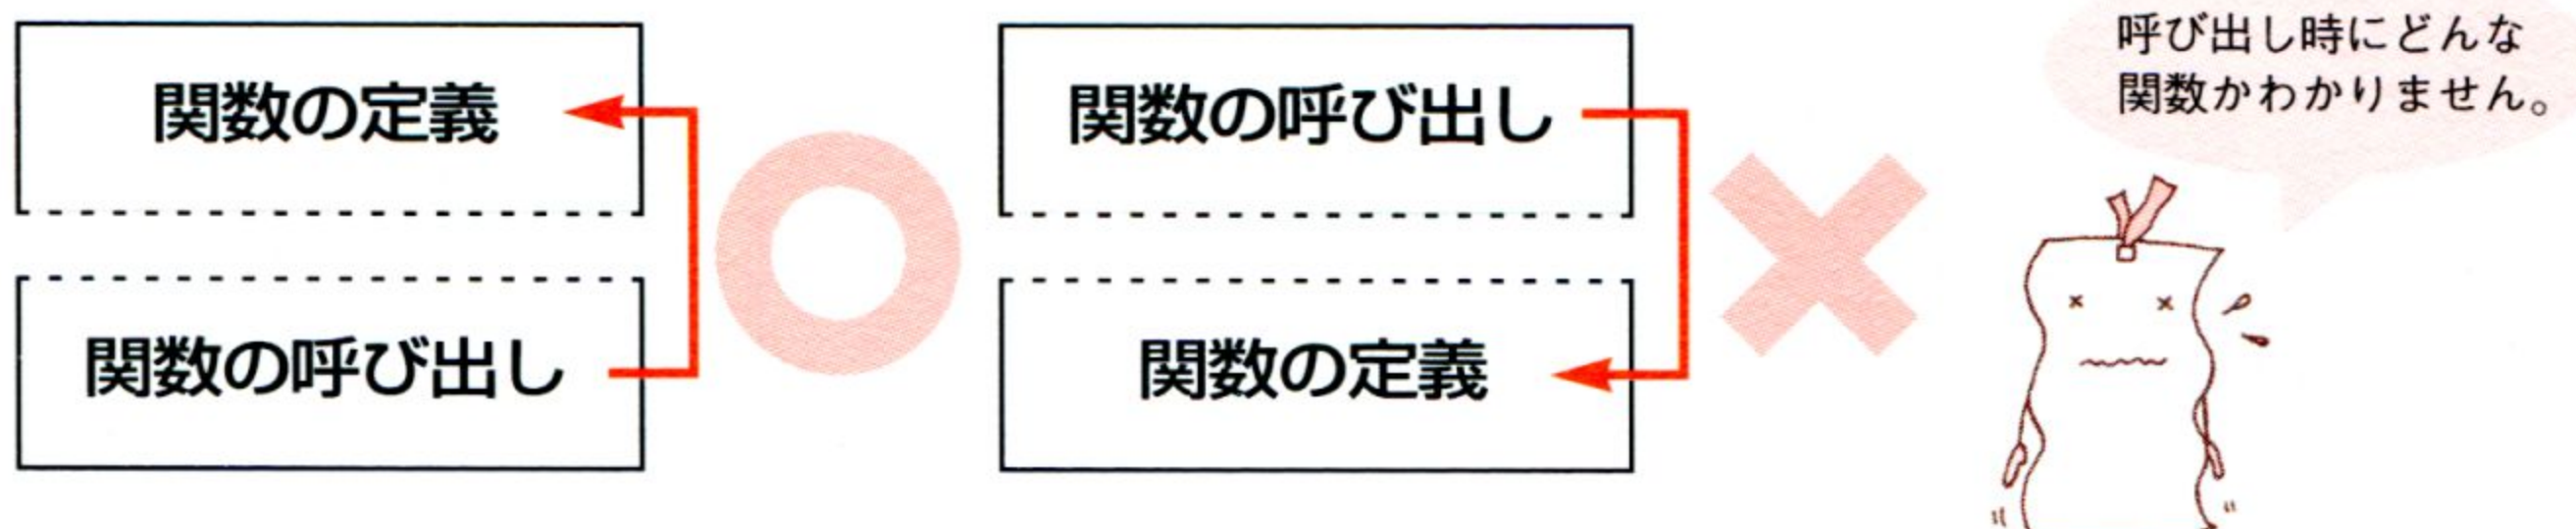 関数の定義
関数の呼び出し
関数の呼び出し
関数の定義
呼び出し時にどんな
関数かわかりません。